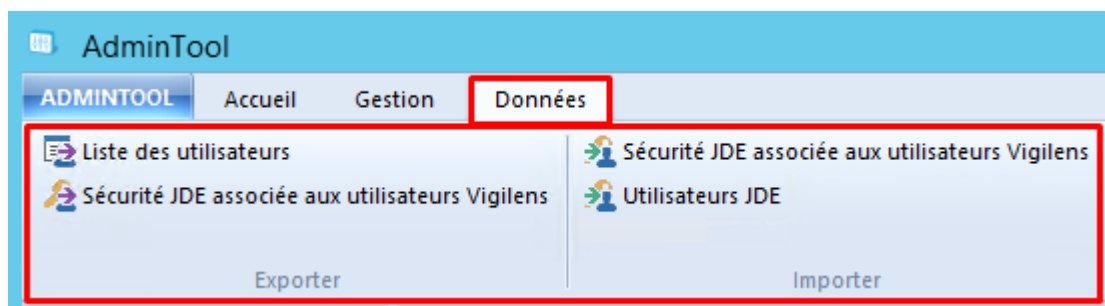 AdminTool
ADMINTOOL Accueil Gestion Données
Liste des utilisateurs
Sécurité JDE associée aux utilisateurs Vigilens
Exporter
Sécurité JDE associée aux utilisateurs Vigilens
Utilisateurs JDE
Importer